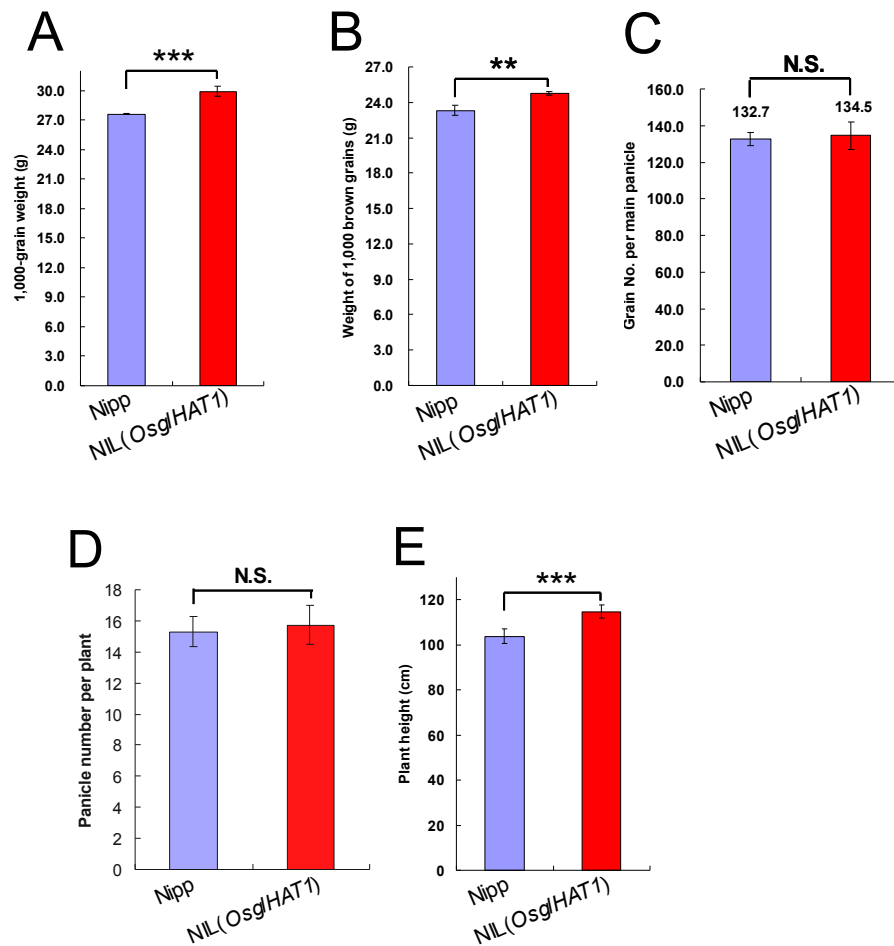 A
***
1,000-grain weight (g)
30.0
27.0
24.0
21.0
18.0
15.0
12.0
9.0
6.0
3.0
0.0
Nipp
NIL(OsglHAT1)
B
**
Weight of 1,000 brown grains (g)
27.0
24.0
21.0
18.0
15.0
12.0
9.0
6.0
3.0
0.0
Nipp
NIL(OsglHAT1)
C
N.S.
132.7
134.5
Grain No. per main panicle
160.0
140.0
120.0
100.0
80.0
60.0
40.0
20.0
0.0
Nipp
NIL(OsglHAT1)
D
N.S.
Panicle number per plant
18
16
14
12
10
8
6
4
2
0
Nipp
NIL(OsglHAT1)
E
***
Plant height (cm)
120
100
80
60
40
20
0
Nipp
NIL(OsglHAT1)